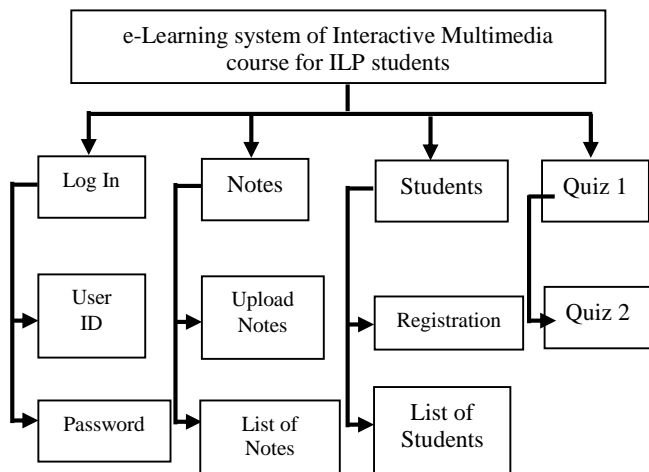 e-Learning system of Interactive Multimedia
course for ILP students
Log In
Notes
Students
Quiz 1
User
ID
Upload
Notes
Registration
Quiz 2
Password
List of
Notes
List of
Students